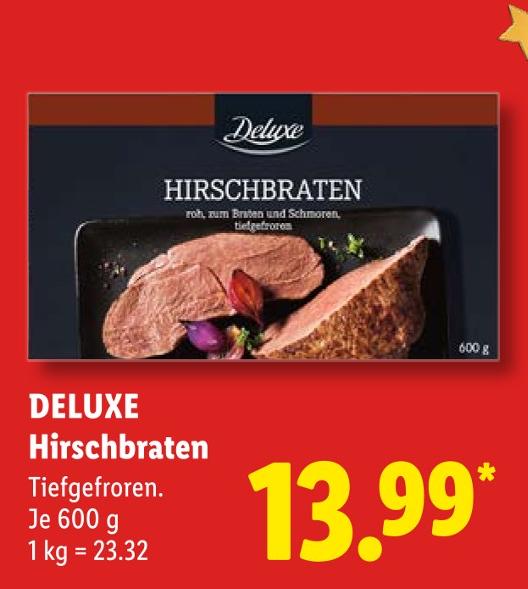 Deluxe
HIRSCHBRATEN
roh, zum Braten und Schmoren,
tiefgefroren
600 g
DELUXE
Hirschbraten
Tiefgefroren.
Je 600 g
1 kg = 23.32
13.99*